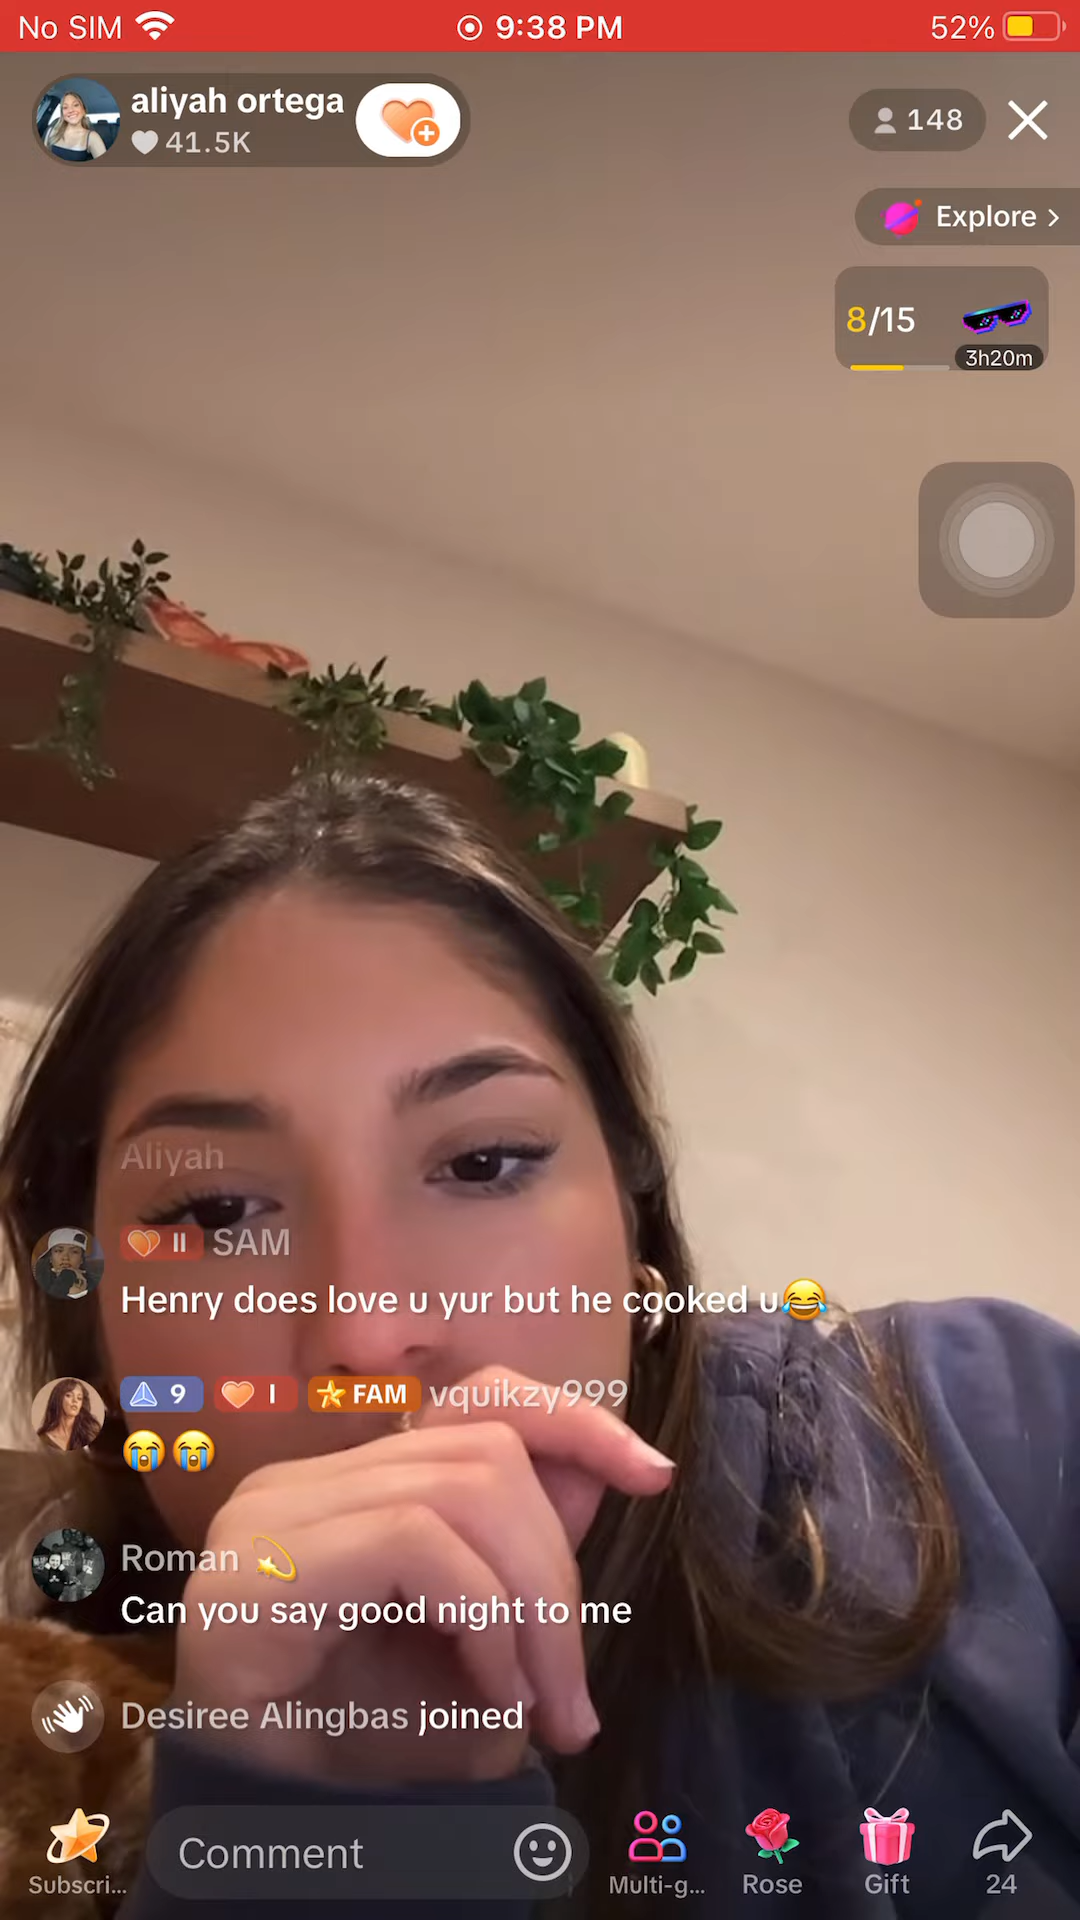 No SIM 9:38 PM 52%
aliyah ortega
41.5K
148
Explore >
8/15
3h20m
Aliyah
II SAM
Henry does love u yur but he cooked u😂
9 I FAM vquikzy999
😭😭
Roman 💫
Can you say good night to me
Desiree Alingbas joined
Comment
Subscri... Multi-g... Rose Gift 24